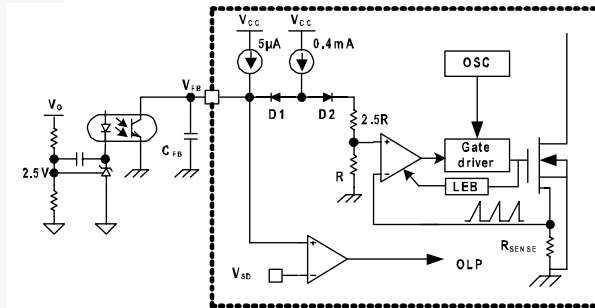 Vcc Vcc
5μA 0.4mA
OSC
VFB
Vo
D1 D2
2.5R
CFB
R
Gate driver
LEB
2.5V
RSENSE
VSD
OLP
+
-
+
-